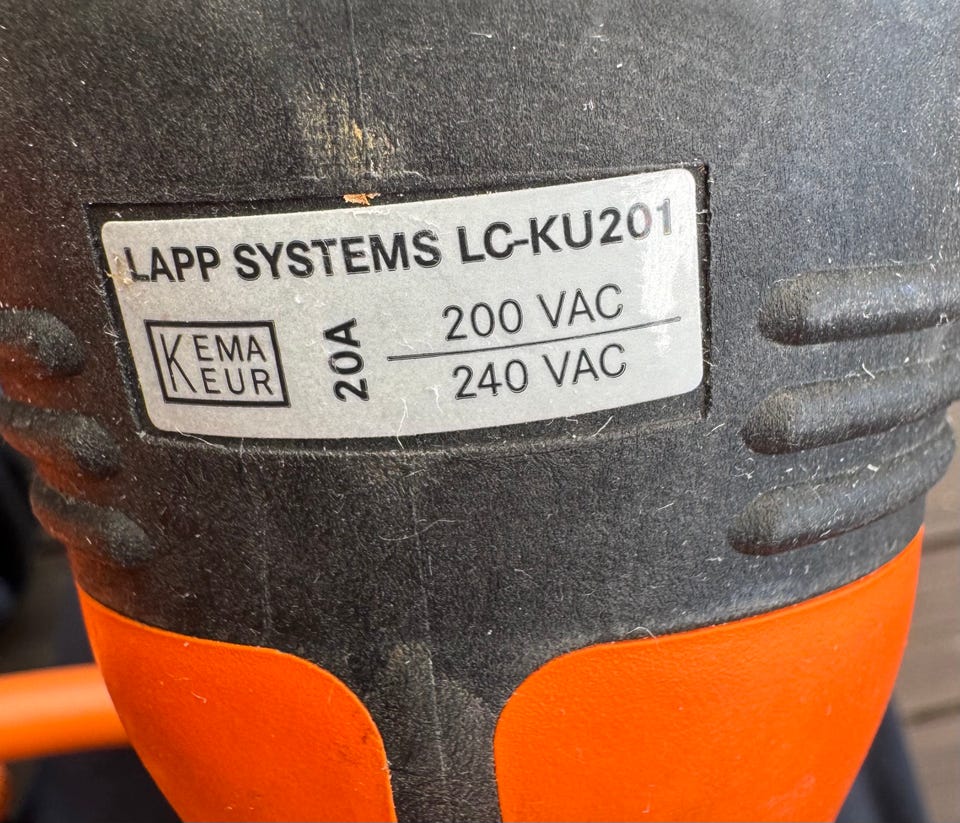 LAPP SYSTEMS LC-KU201
KEMA
KEUR
20A
200 VAC
240 VAC